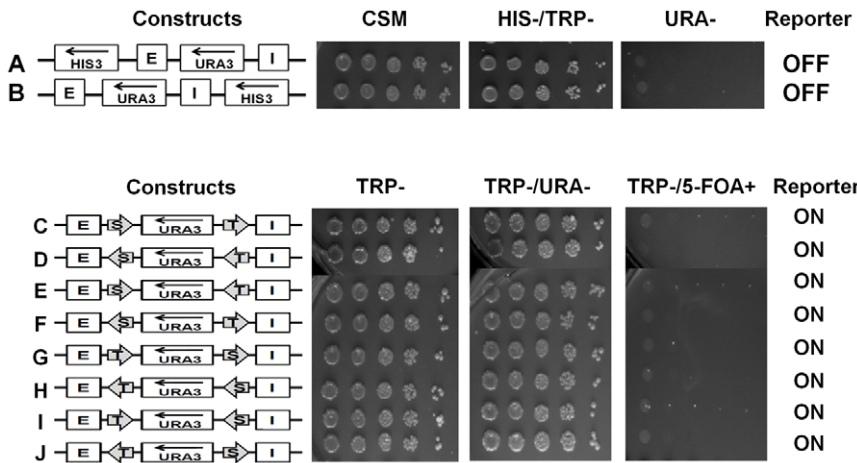 Constructs CSM HIS-/TRP- URA- Reporter
A HIS3 E URA3 I OFF
B E URA3 I HIS3 OFF
Constructs TRP- TRP-/URA- TRP-/5-FOA+ Reporter
C E S URA3 T I ON
D E S URA3 T I ON
E E S URA3 T I ON
F E S URA3 T I ON
G E T URA3 S I ON
H E T URA3 S I ON
I E T URA3 S I ON
J E T URA3 S I ON